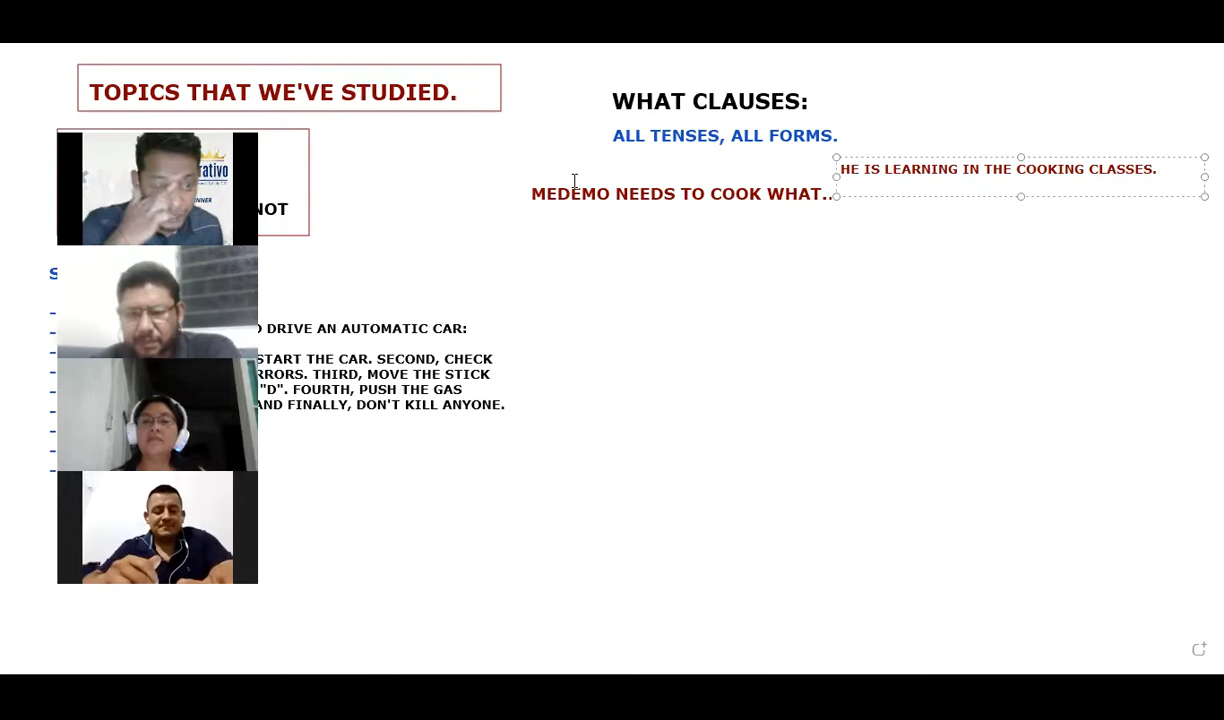 TOPICS THAT WE'VE STUDIED.
NOT
S
DRIVE AN AUTOMATIC CAR:
START THE CAR. SECOND, CHECK
THIRD, MOVE THE STICK
"D". FOURTH, PUSH THE GAS
AND FINALLY, DON'T KILL ANYONE.
WHAT CLAUSES:
ALL TENSES, ALL FORMS.
HE IS LEARNING IN THE COOKING CLASSES.
MEDEMO NEEDS TO COOK WHAT..